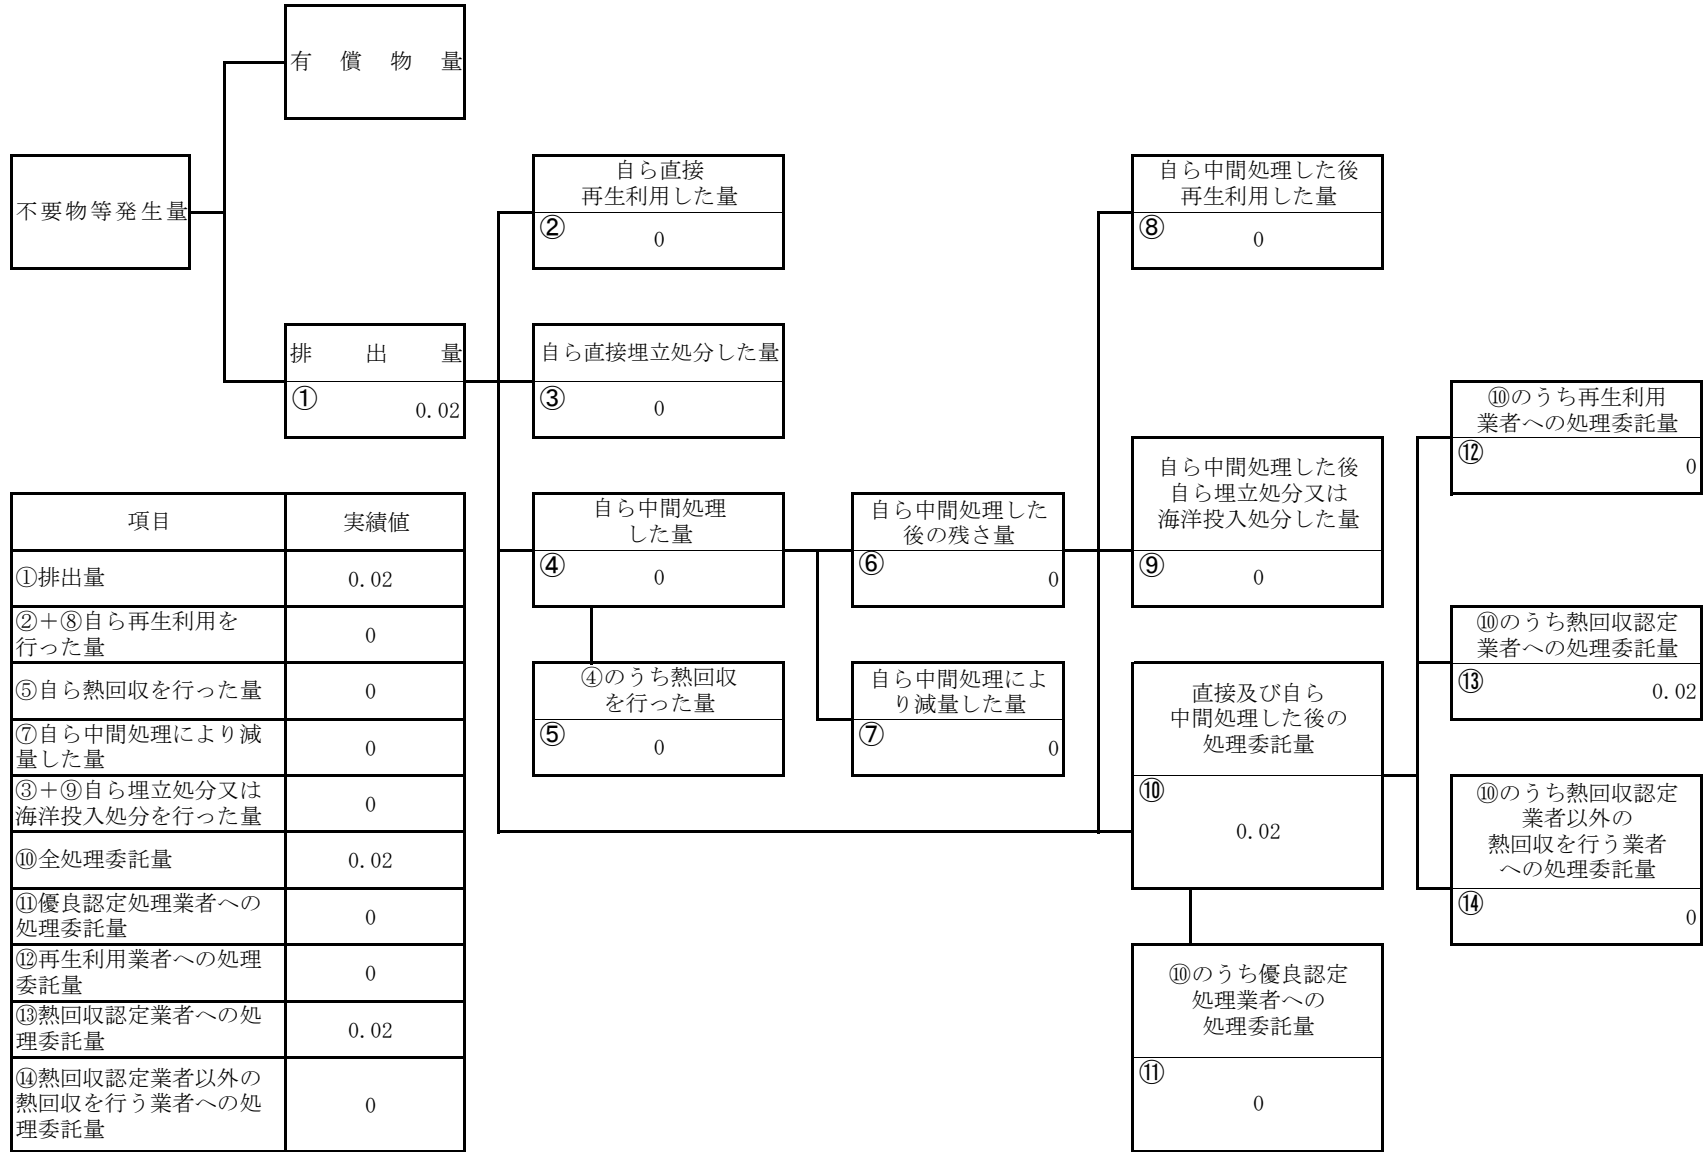 有償物量
不要物等発生量
自ら直接
再生利用した量
②
0
自ら中間処理した後
再生利用した量
⑧
0
排出量
①
0.02
自ら直接埋立処分した量
③
0
自ら中間処理
した量
④
0
自ら中間処理した
後の残さ量
⑥
0
自ら中間処理した後
自ら埋立処分又は
海洋投入処分した量
⑨
0
⑩のうち再生利用
業者への処理委託量
⑫
0
④のうち熱回収
を行った量
⑤
0
自ら中間処理によ
り減量した量
⑦
0
直接及び自ら
中間処理した後の
処理委託量
⑩
0.02
⑩のうち熱回収認定
業者への処理委託量
⑬
0.02
⑩のうち熱回収認定
業者以外の
熱回収を行う業者
への処理委託量
⑭
0
⑩のうち優良認定
処理業者への
処理委託量
⑪
0
項目 実績値
①排出量 0.02
②＋⑧自ら再生利用を
行った量 0
⑤自ら熱回収を行った量 0
⑦自ら中間処理により減
量した量 0
③＋⑨自ら埋立処分又は
海洋投入処分を行った量 0
⑩全処理委託量 0.02
⑪優良認定処理業者への
処理委託量 0
⑫再生利用業者への処理
委託量 0
⑬熱回収認定業者への処
理委託量 0.02
⑭熱回収認定業者以外の
熱回収を行う業者への処
理委託量 0